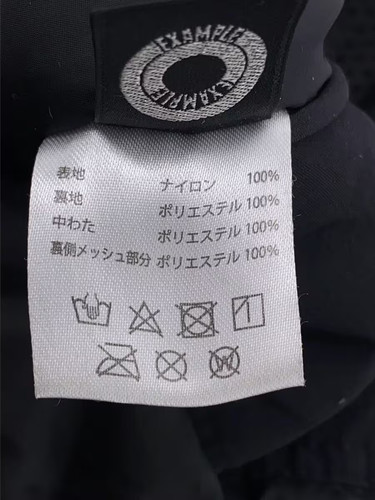 EXAMPLE
EXAMPLE
表地 ナイロン 100%
裏地 ポリエステル 100%
中わた ポリエステル 100%
裏側メッシュ部分 ポリエステル 100%
W